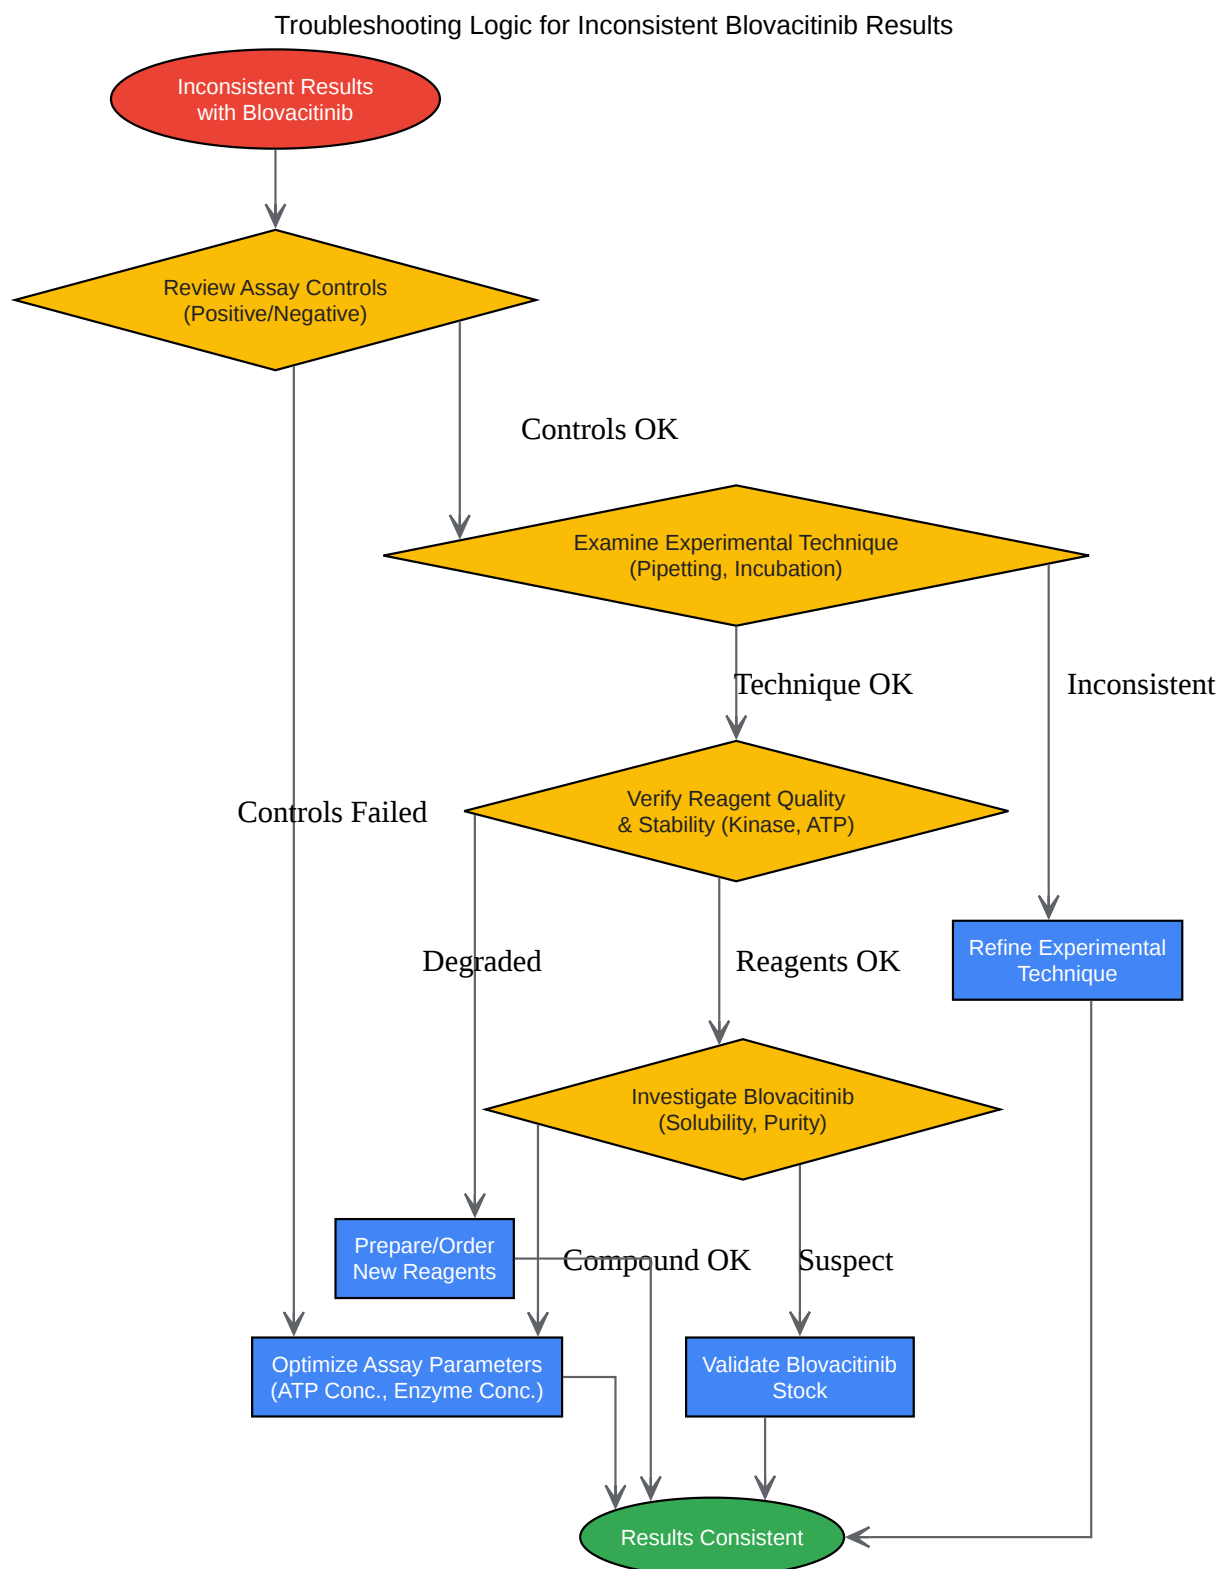 Troubleshooting Logic for Inconsistent Blovacitinib Results
Inconsistent Results
with Blovacitinib
Review Assay Controls
(Positive/Negative)
Controls OK
Examine Experimental Technique
(Pipetting, Incubation)
Technique OK
Inconsistent
Controls Failed
Verify Reagent Quality
& Stability (Kinase, ATP)
Degraded
Reagents OK
Refine Experimental
Technique
Investigate Blovacitinib
(Solubility, Purity)
Prepare/Order
New Reagents
Compound OK
Suspect
Optimize Assay Parameters
(ATP Conc., Enzyme Conc.)
Validate Blovacitinib
Stock
Results Consistent